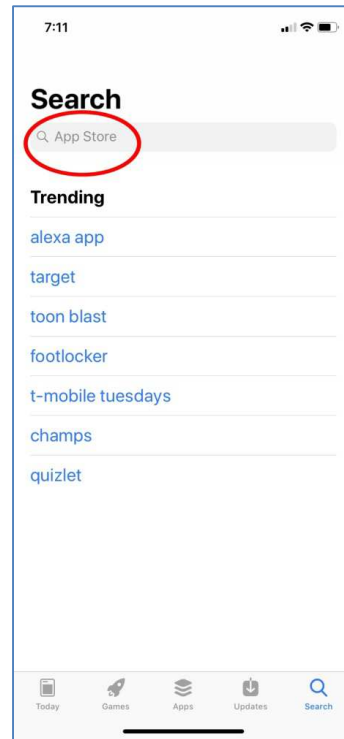 7:11
Search
App Store
Trending
alexa app
target
toon blast
footlocker
t-mobile tuesdays
champs
quizlet
Today Games Apps Updates Search